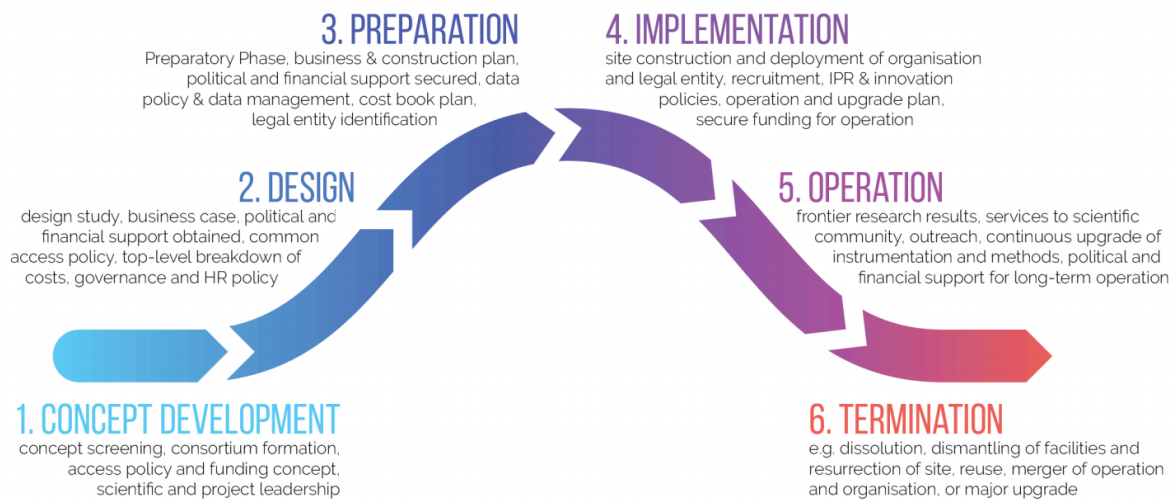 1. CONCEPT DEVELOPMENT
concept screening, consortium formation,
access policy and funding concept,
scientific and project leadership
2. DESIGN
design study, business case, political and
financial support obtained, common
access policy, top-level breakdown of
costs, governance and HR policy
3. PREPARATION
Preparatory Phase, business & construction plan,
political and financial support secured, data
policy & data management, cost book plan,
legal entity identification
4. IMPLEMENTATION
site construction and deployment of organisation
and legal entity, recruitment, IPR & innovation
policies, operation and upgrade plan,
secure funding for operation
5. OPERATION
frontier research results, services to scientific
community, outreach, continuous upgrade of
instrumentation and methods, political and
financial support for long-term operation
6. TERMINATION
e.g. dissolution, dismantling of facilities and
resurrection of site, reuse, merger of operation
and organisation, or major upgrade